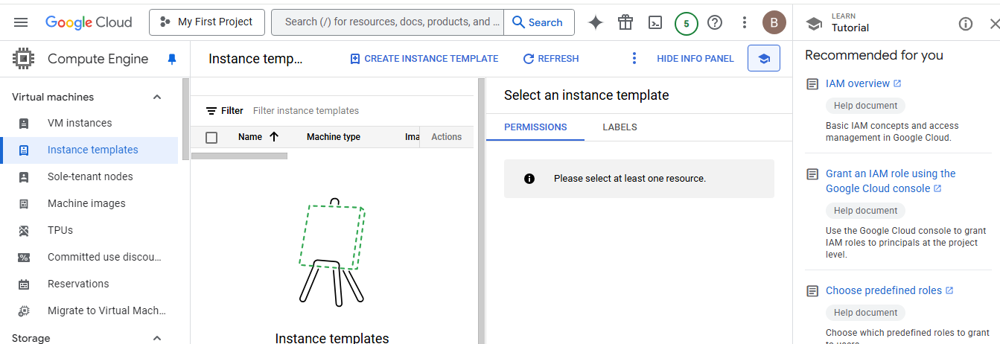 Google Cloud
My First Project
Search (/) for resources, docs, products, and ...
Search
5
B
LEARN
Tutorial
Compute Engine
Instance temp...
CREATE INSTANCE TEMPLATE
REFRESH
HIDE INFO PANEL
Virtual machines
VM instances
Instance templates
Sole-tenant nodes
Machine images
TPUs
Committed use discou...
Reservations
Migrate to Virtual Mach...
Storage
Filter
Filter instance templates
Name
Machine type
Ima
Actions
Instance templates
Select an instance template
PERMISSIONS
LABELS
Please select at least one resource.
Recommended for you
IAM overview
Help document
Basic IAM concepts and access
management in Google Cloud.
Grant an IAM role using the
Google Cloud console
Help document
Use the Google Cloud console to grant
IAM roles to principals at the project
level.
Choose predefined roles
Help document
Choose which predefined roles to grant
to users